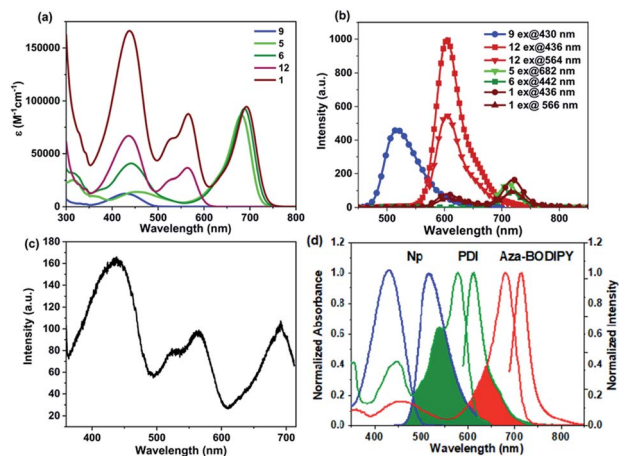 (a)
ε (M⁻¹cm⁻¹)
150000
100000
50000
0
9
5
6
12
1
300 400 500 600 700 800
Wavelength (nm)
(b)
Intensity (a.u.)
1000
800
600
400
200
0
9 ex@430 nm
12 ex@436 nm
12 ex@564 nm
5 ex@682 nm
6 ex@442 nm
1 ex@436 nm
1 ex@ 566 nm
500 600 700 800
Wavelength (nm)
(c)
Intensity (a.u.)
180
160
140
120
100
80
60
40
20
400 500 600 700
Wavelength (nm)
(d)
Np PDI Aza-BODIPY
Normalized Absorbance
1.2
1.0
0.8
0.6
0.4
0.2
0.0
Normalized Intensity
1.2
1.0
0.8
0.6
0.4
0.2
0.0
400 500 600 700 800
Wavelength (nm)